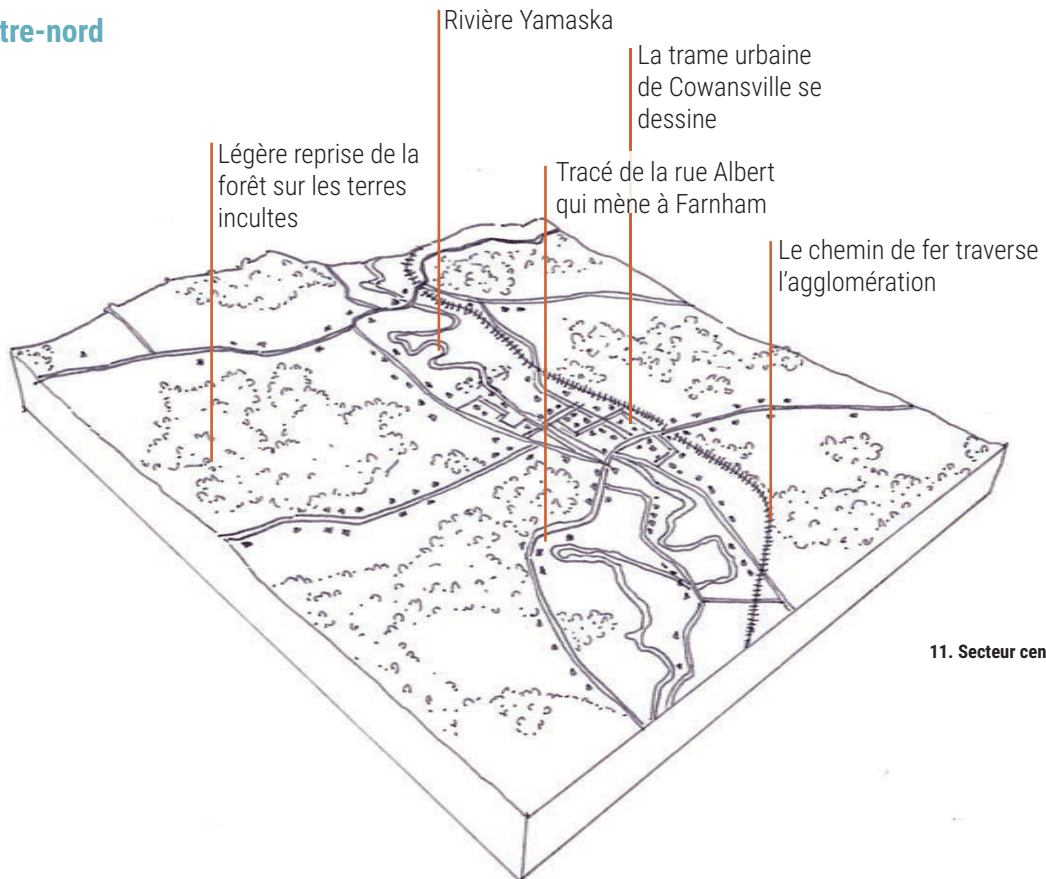 tre-nord
Rivière Yamaska
La trame urbaine
de Cowansville se
dessine
Légère reprise de la
forêt sur les terres
incultes
Tracé de la rue Albert
qui mène à Farnham
Le chemin de fer traverse
l’agglomération
11. Secteur cen